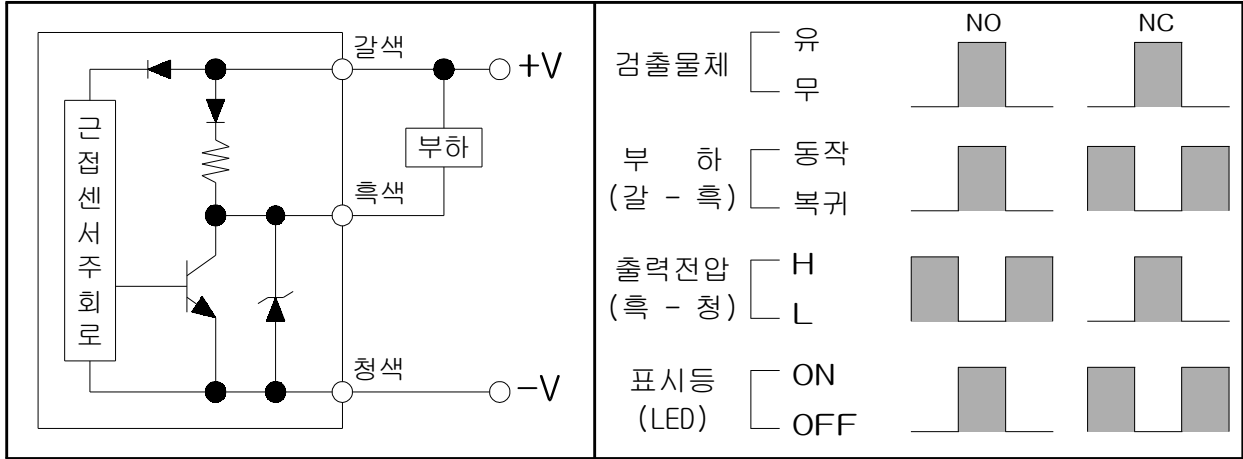 갈색
+V
근접센서주회로
부하
흑색
청색
-V
NO NC
검출물체 유
무
부 하 동작
(갈 - 흑) 복귀
출력전압 H
(흑 - 청) L
표시등 ON
(LED) OFF